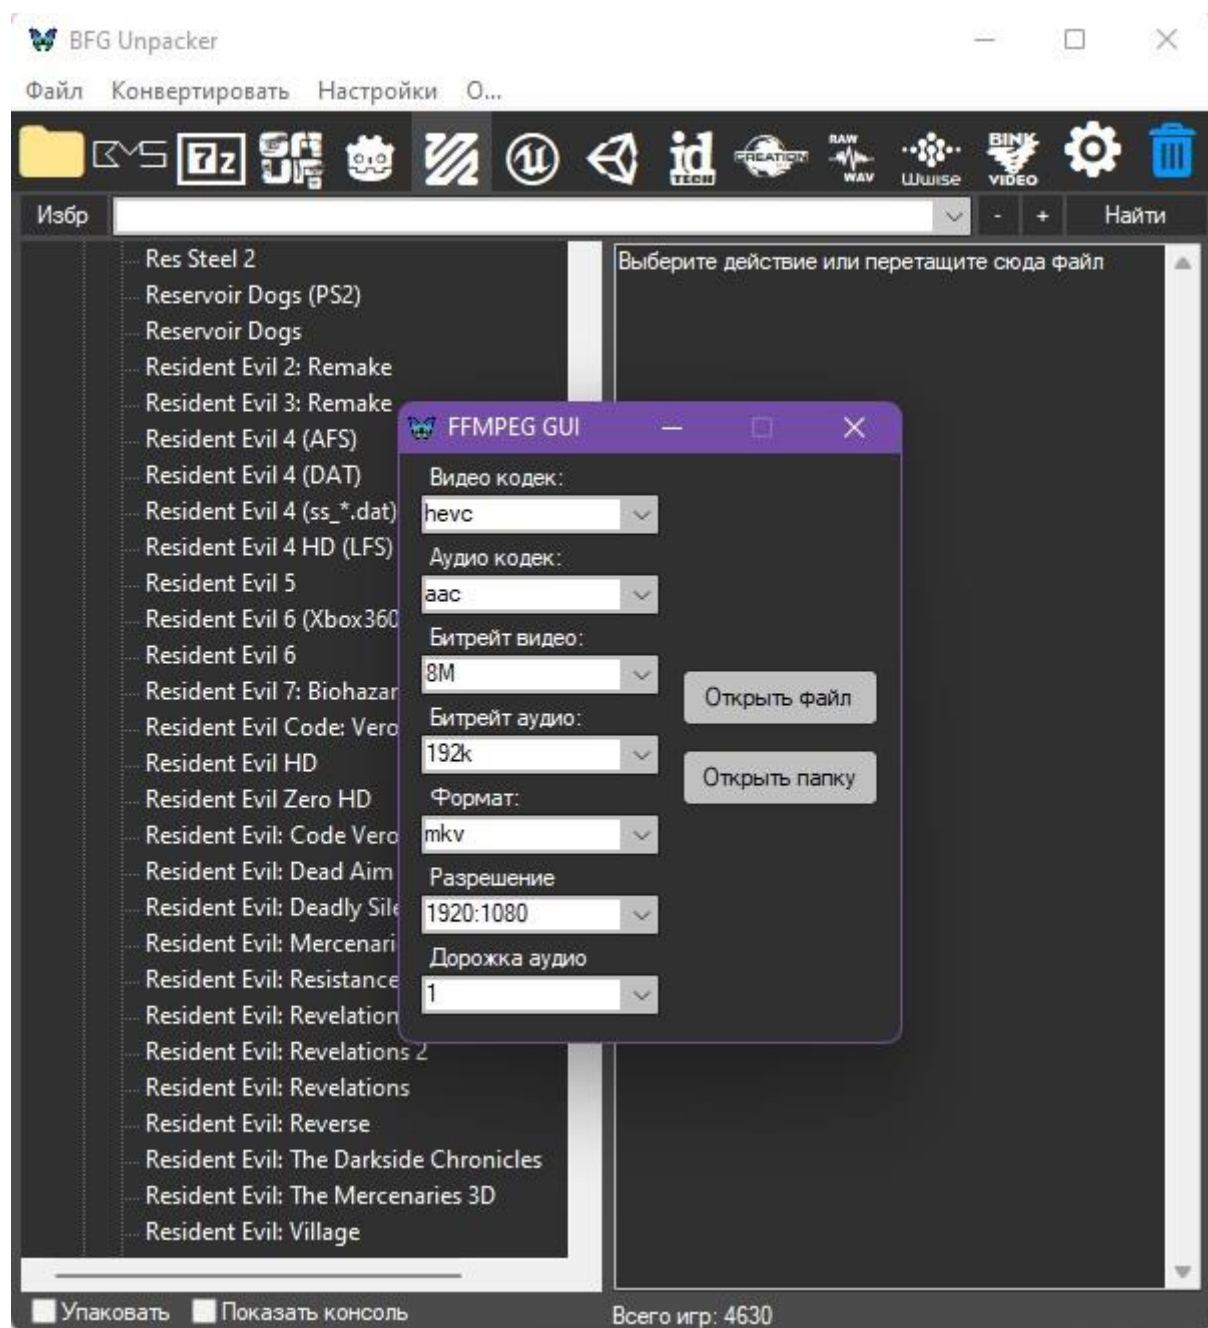 BFG Unpacker
Файл Конвертировать Настройки О...
7z id TECH CREATION RAW WAV Wwise BINK VIDEO
Избр - + Найти
Res Steel 2
Reservoir Dogs (PS2)
Reservoir Dogs
Resident Evil 2: Remake
Resident Evil 3: Remake
Resident Evil 4 (AFS)
Resident Evil 4 (DAT)
Resident Evil 4 (ss_*.dat)
Resident Evil 4 HD (LFS)
Resident Evil 5
Resident Evil 6 (Xbox360
Resident Evil 6
Resident Evil 7: Biohazar
Resident Evil Code: Vero
Resident Evil HD
Resident Evil Zero HD
Resident Evil: Code Vero
Resident Evil: Dead Aim
Resident Evil: Deadly Sile
Resident Evil: Mercenari
Resident Evil: Resistance
Resident Evil: Revelation
Resident Evil: Revelations 2
Resident Evil: Revelations
Resident Evil: Reverse
Resident Evil: The Darkside Chronicles
Resident Evil: The Mercenaries 3D
Resident Evil: Village
Выберите действие или перетащите сюда файл
FFMPEG GUI
Видео кодек:
hevc
Аудио кодек:
aac
Битрейт видео:
8M
Битрейт аудио:
192k
Формат:
mkv
Разрешение
1920:1080
Дорожка аудио
1
Открыть файл
Открыть папку
Упаковать Показать консоль
Всего игр: 4630